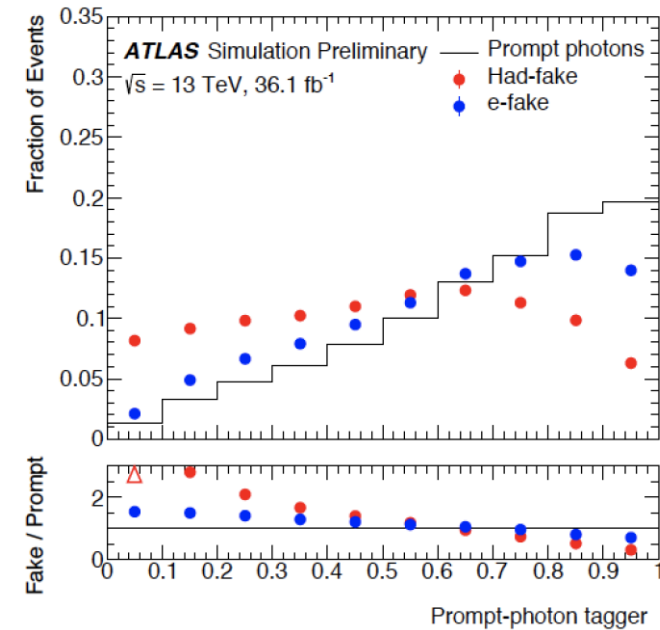 0.35
ATLAS Simulation Preliminary
Prompt photons
√s = 13 TeV, 36.1 fb⁻¹
Had-fake
0.3
e-fake
0.25
Fraction of Events
0.2
0.15
0.1
0.05
0
Fake / Prompt
2
0
0 0.1 0.2 0.3 0.4 0.5 0.6 0.7 0.8 0.9 1
Prompt-photon tagger